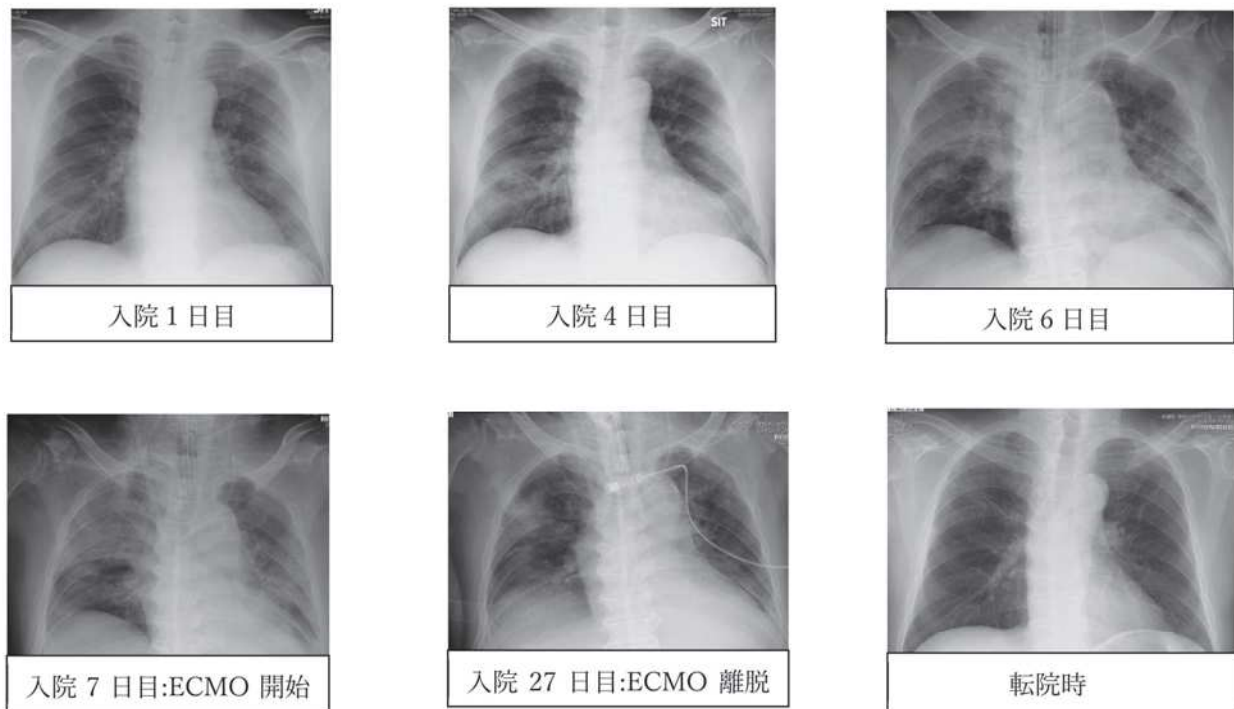 SIT
入院 1 日目
入院 4 日目
入院 6 日目
入院 7 日目:ECMO 開始
入院 27 日目:ECMO 離脱
転院時